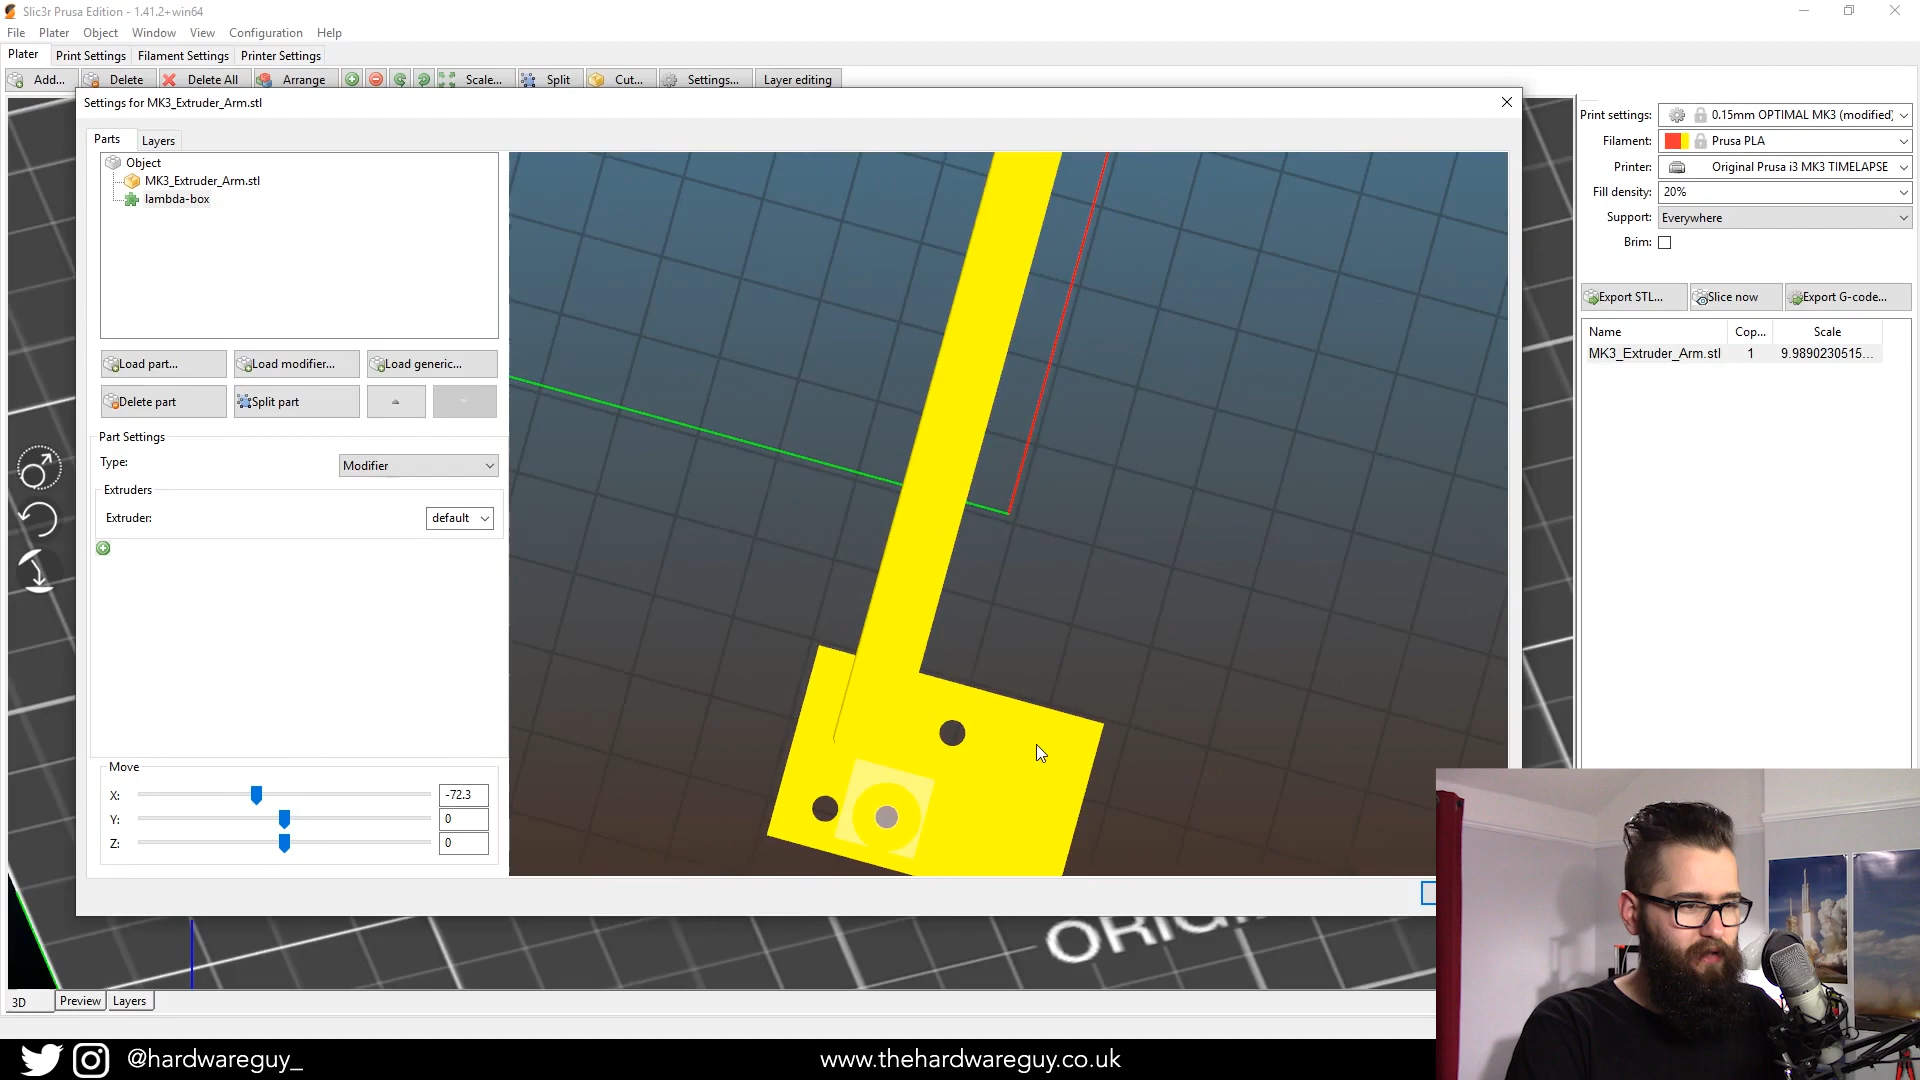 Slic3r Prusa Edition - 1.41.2+win64
File Plater Object Window View Configuration Help
Plater Print Settings Filament Settings Printer Settings
Add... Delete Delete All Arrange Scale... Split Cut... Settings... Layer editing
Settings for MK3_Extruder_Arm.stl
Parts Layers
Object
MK3_Extruder_Arm.stl
lambda-box
Load part... Load modifier... Load generic...
Delete part Split part
Part Settings
Type: Modifier
Extruders
Extruder: default
Move
X: -72.3
Y: 0
Z: 0
Print settings: 0.15mm OPTIMAL MK3 (modified)
Filament: Prusa PLA
Printer: Original Prusa i3 MK3 TIMELAPSE
Fill density: 20%
Support: Everywhere
Brim:
Export STL... Slice now Export G-code...
Name Cop... Scale
MK3_Extruder_Arm.stl 1 9.9890230515...
3D Preview Layers
@hardwareguy_ www.thehardwareguy.co.uk